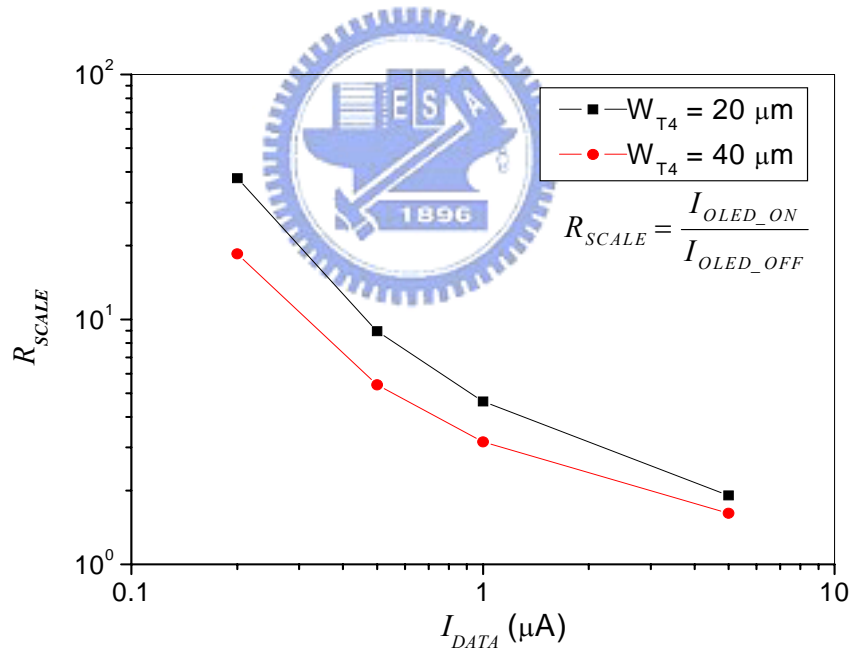 E S A
1896
10²
W_T4 = 20 μm
W_T4 = 40 μm
R_SCALE = I_OLED_ON / I_OLED_OFF
R_SCALE
10¹
10⁰
0.1 1 10
I_DATA (μA)